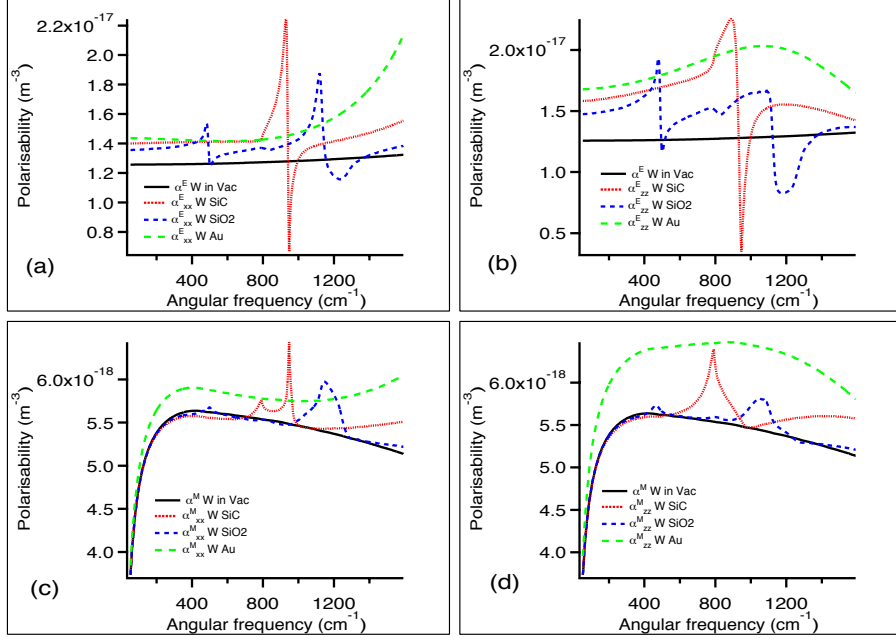 2.2x10⁻¹⁷
2.0
1.8
1.6
1.4
1.2
1.0
0.8
Polarisability (m⁻³)
αᴱ W in Vac
αᴱxx W SiC
αᴱxx W SiO2
αᴱxx W Au
(a)
400 800 1200
Angular frequency (cm⁻¹)
2.0x10⁻¹⁷
1.5
1.0
0.5
Polarisability (m⁻³)
αᴱ W in Vac
αᴱzz W SiC
αᴱzz W SiO2
αᴱzz W Au
(b)
400 800 1200
Angular frequency (cm⁻¹)
6.0x10⁻¹⁸
5.5
5.0
4.5
4.0
Polarisability (m⁻³)
αᴹ W in Vac
αᴹxx W SiC
αᴹxx W SiO2
αᴹxx W Au
(c)
400 800 1200
Angular frequency (cm⁻¹)
6.0x10⁻¹⁸
5.5
5.0
4.5
4.0
Polarisability (m⁻³)
αᴹ W in Vac
αᴹzz W SiC
αᴹzz W SiO2
αᴹzz W Au
(d)
400 800 1200
Angular frequency (cm⁻¹)